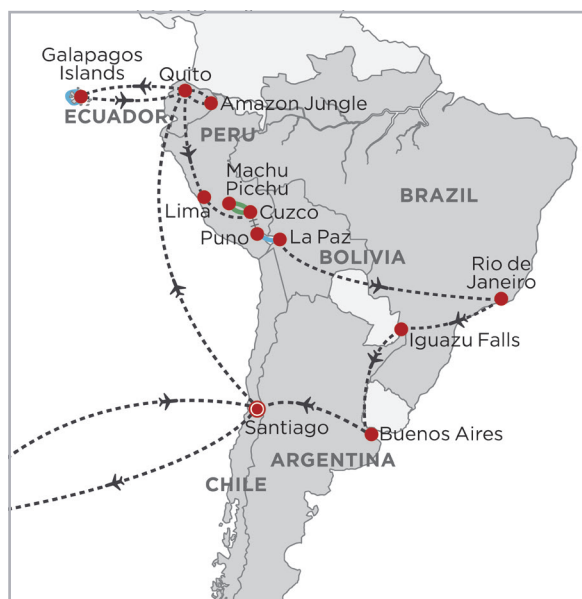 Galapagos
Islands
Quito
ECUADOR
Amazon Jungle
PERU
Machu
Picchu
BRAZIL
Lima
Cuzco
Puno
La Paz
BOLIVIA
Rio de
Janeiro
Iguazu Falls
Santiago
Buenos Aires
ARGENTINA
CHILE